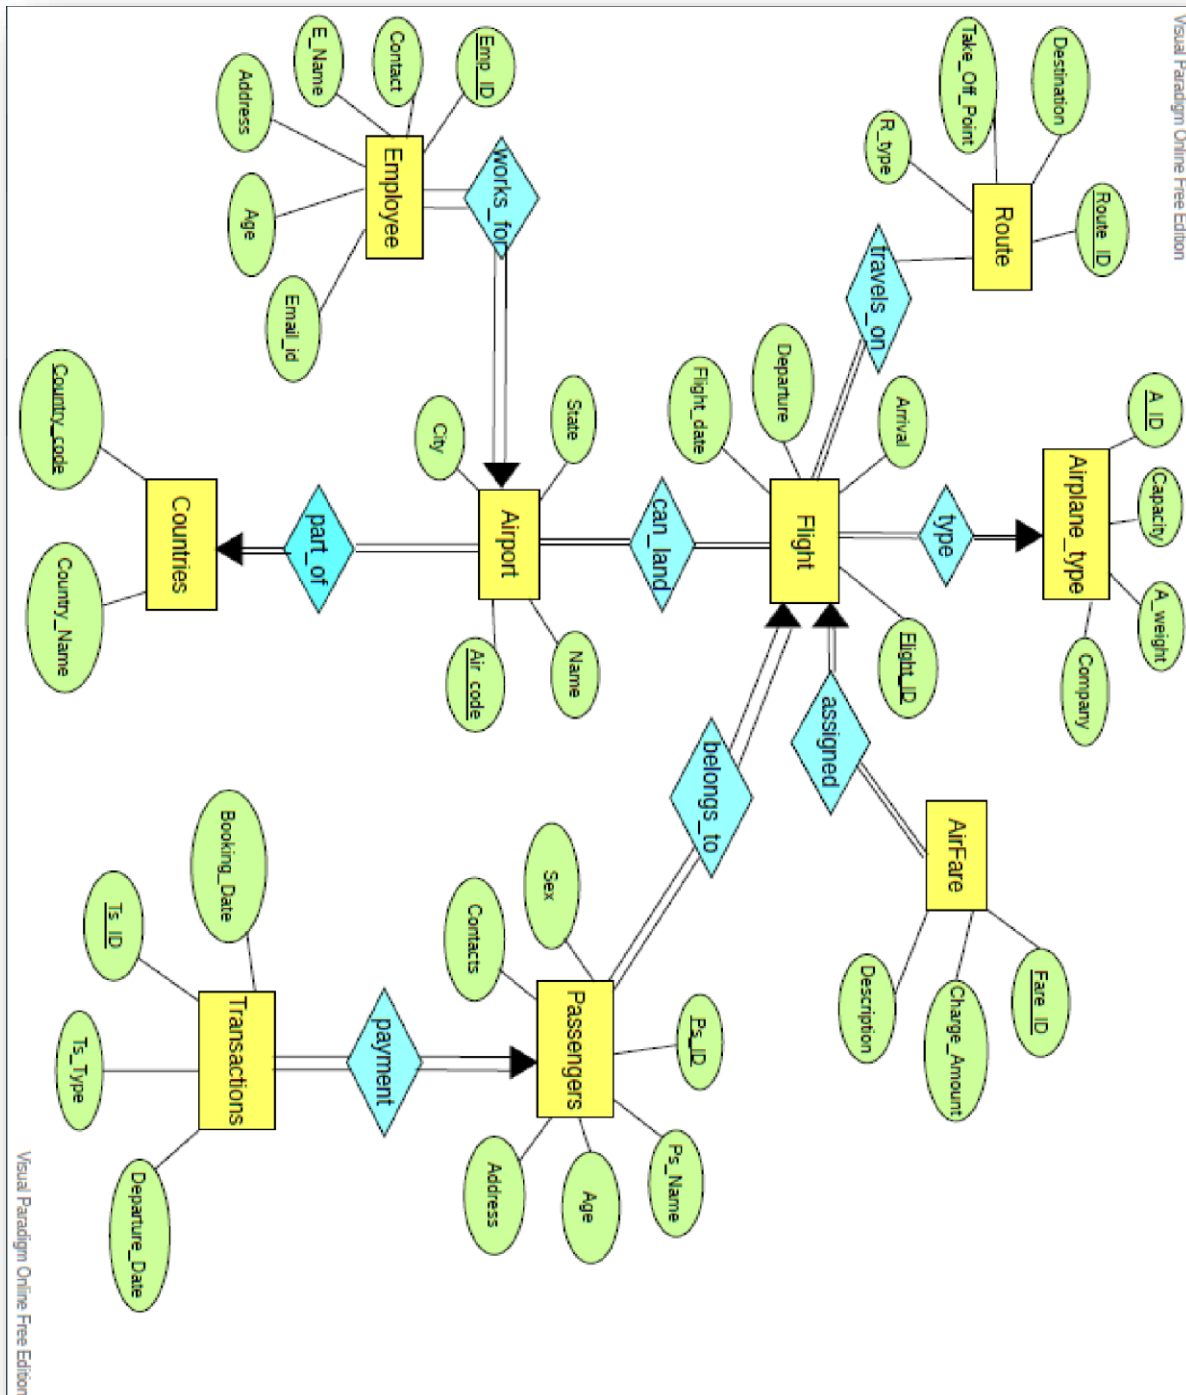 Visual Paradigm Online Free Edition
A_ID
Capacity
A_weight
Route_ID
Company
Airplane_type
Destination
Fare_ID
Route
Take_Off_Point
AirFare
Charge_Amount
type
Arrival
Flight_ID
R_type
travels_on
Description
assigned
Flight
Departure
Flight_date
belongs_to
Ps_ID
Ps_Name
can_land
State
Name
Age
Passengers
Sex
Emp_ID
works_for
Airport
Address
Air_code
Contacts
City
Contact
Employee
payment
E_Name
part_of
Email_id
Address
Age
Transactions
Booking_Date
Countries
Departure_Date
Ts_ID
Ts_Type
Country_code
Country_Name
Visual Paradigm Online Free Edition